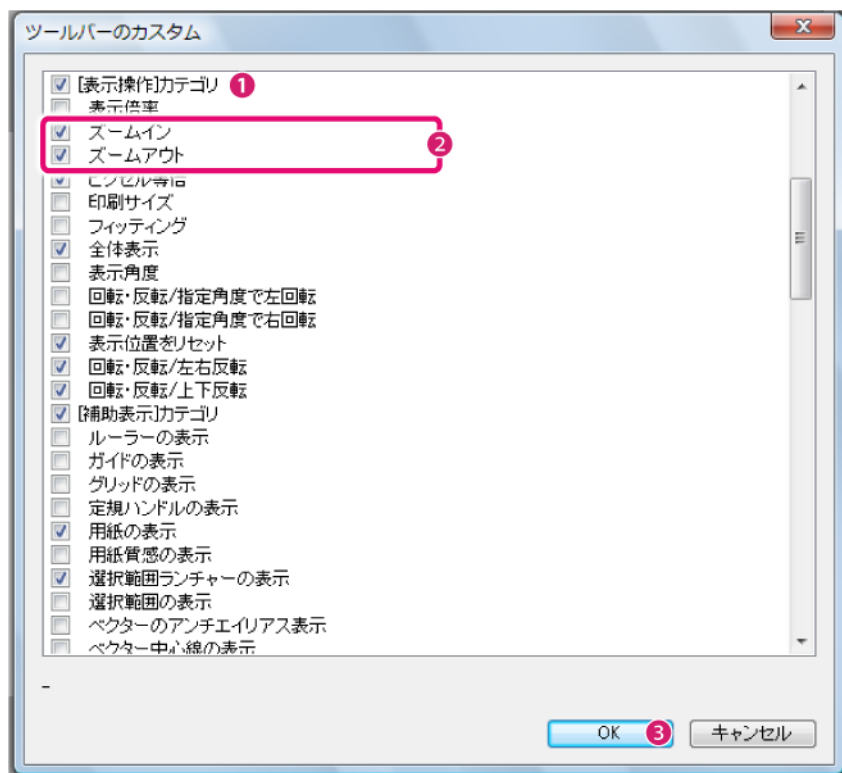 ツールバーのカスタム
[表示操作]カテゴリ ❶
表示倍率
ズームイン
❷
ズームアウト
ピクセル等倍
印刷サイズ
フィッティング
全体表示
表示角度
回転・反転/指定角度で左回転
回転・反転/指定角度で右回転
表示位置をリセット
回転・反転/左右反転
回転・反転/上下反転
[補助表示]カテゴリ
ルーラーの表示
ガイドの表示
グリッドの表示
定規ハンドルの表示
用紙の表示
用紙質感の表示
選択範囲ランチャーの表示
選択範囲の表示
ベクターのアンチエイリアス表示
ベクター中心線の表示
-
OK ❸ キャンセル